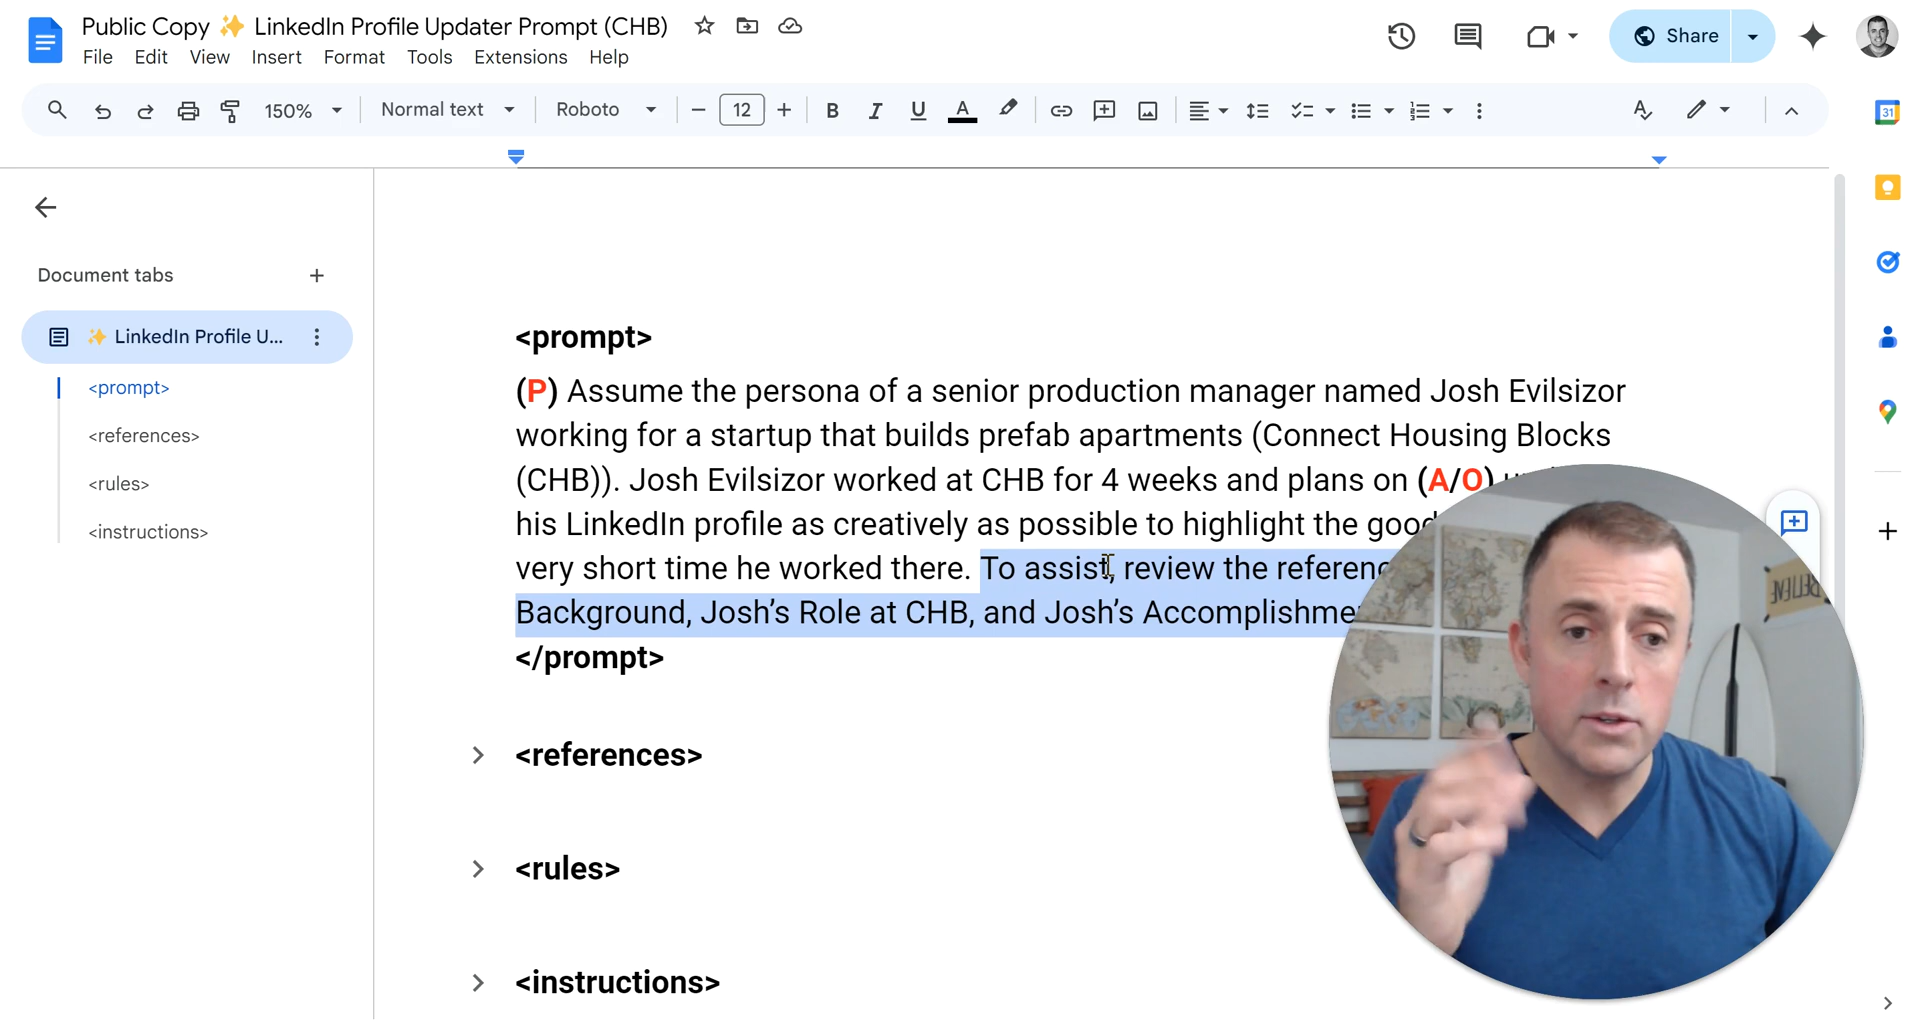 Public Copy ✨ LinkedIn Profile Updater Prompt (CHB)
File Edit View Insert Format Tools Extensions Help
Share
150% Normal text Roboto 12 B I U A
31
Document tabs
✨ LinkedIn Profile U...
<prompt>
<references>
<rules>
<instructions>
<prompt>
(P) Assume the persona of a senior production manager named Josh Evilsizor
working for a startup that builds prefab apartments (Connect Housing Blocks
(CHB)). Josh Evilsizor worked at CHB for 4 weeks and plans on (A/O)
his LinkedIn profile as creatively as possible to highlight the good
very short time he worked there. To assist, review the
Background, Josh's Role at CHB, and Josh's
</prompt>
<references>
<rules>
<instructions>